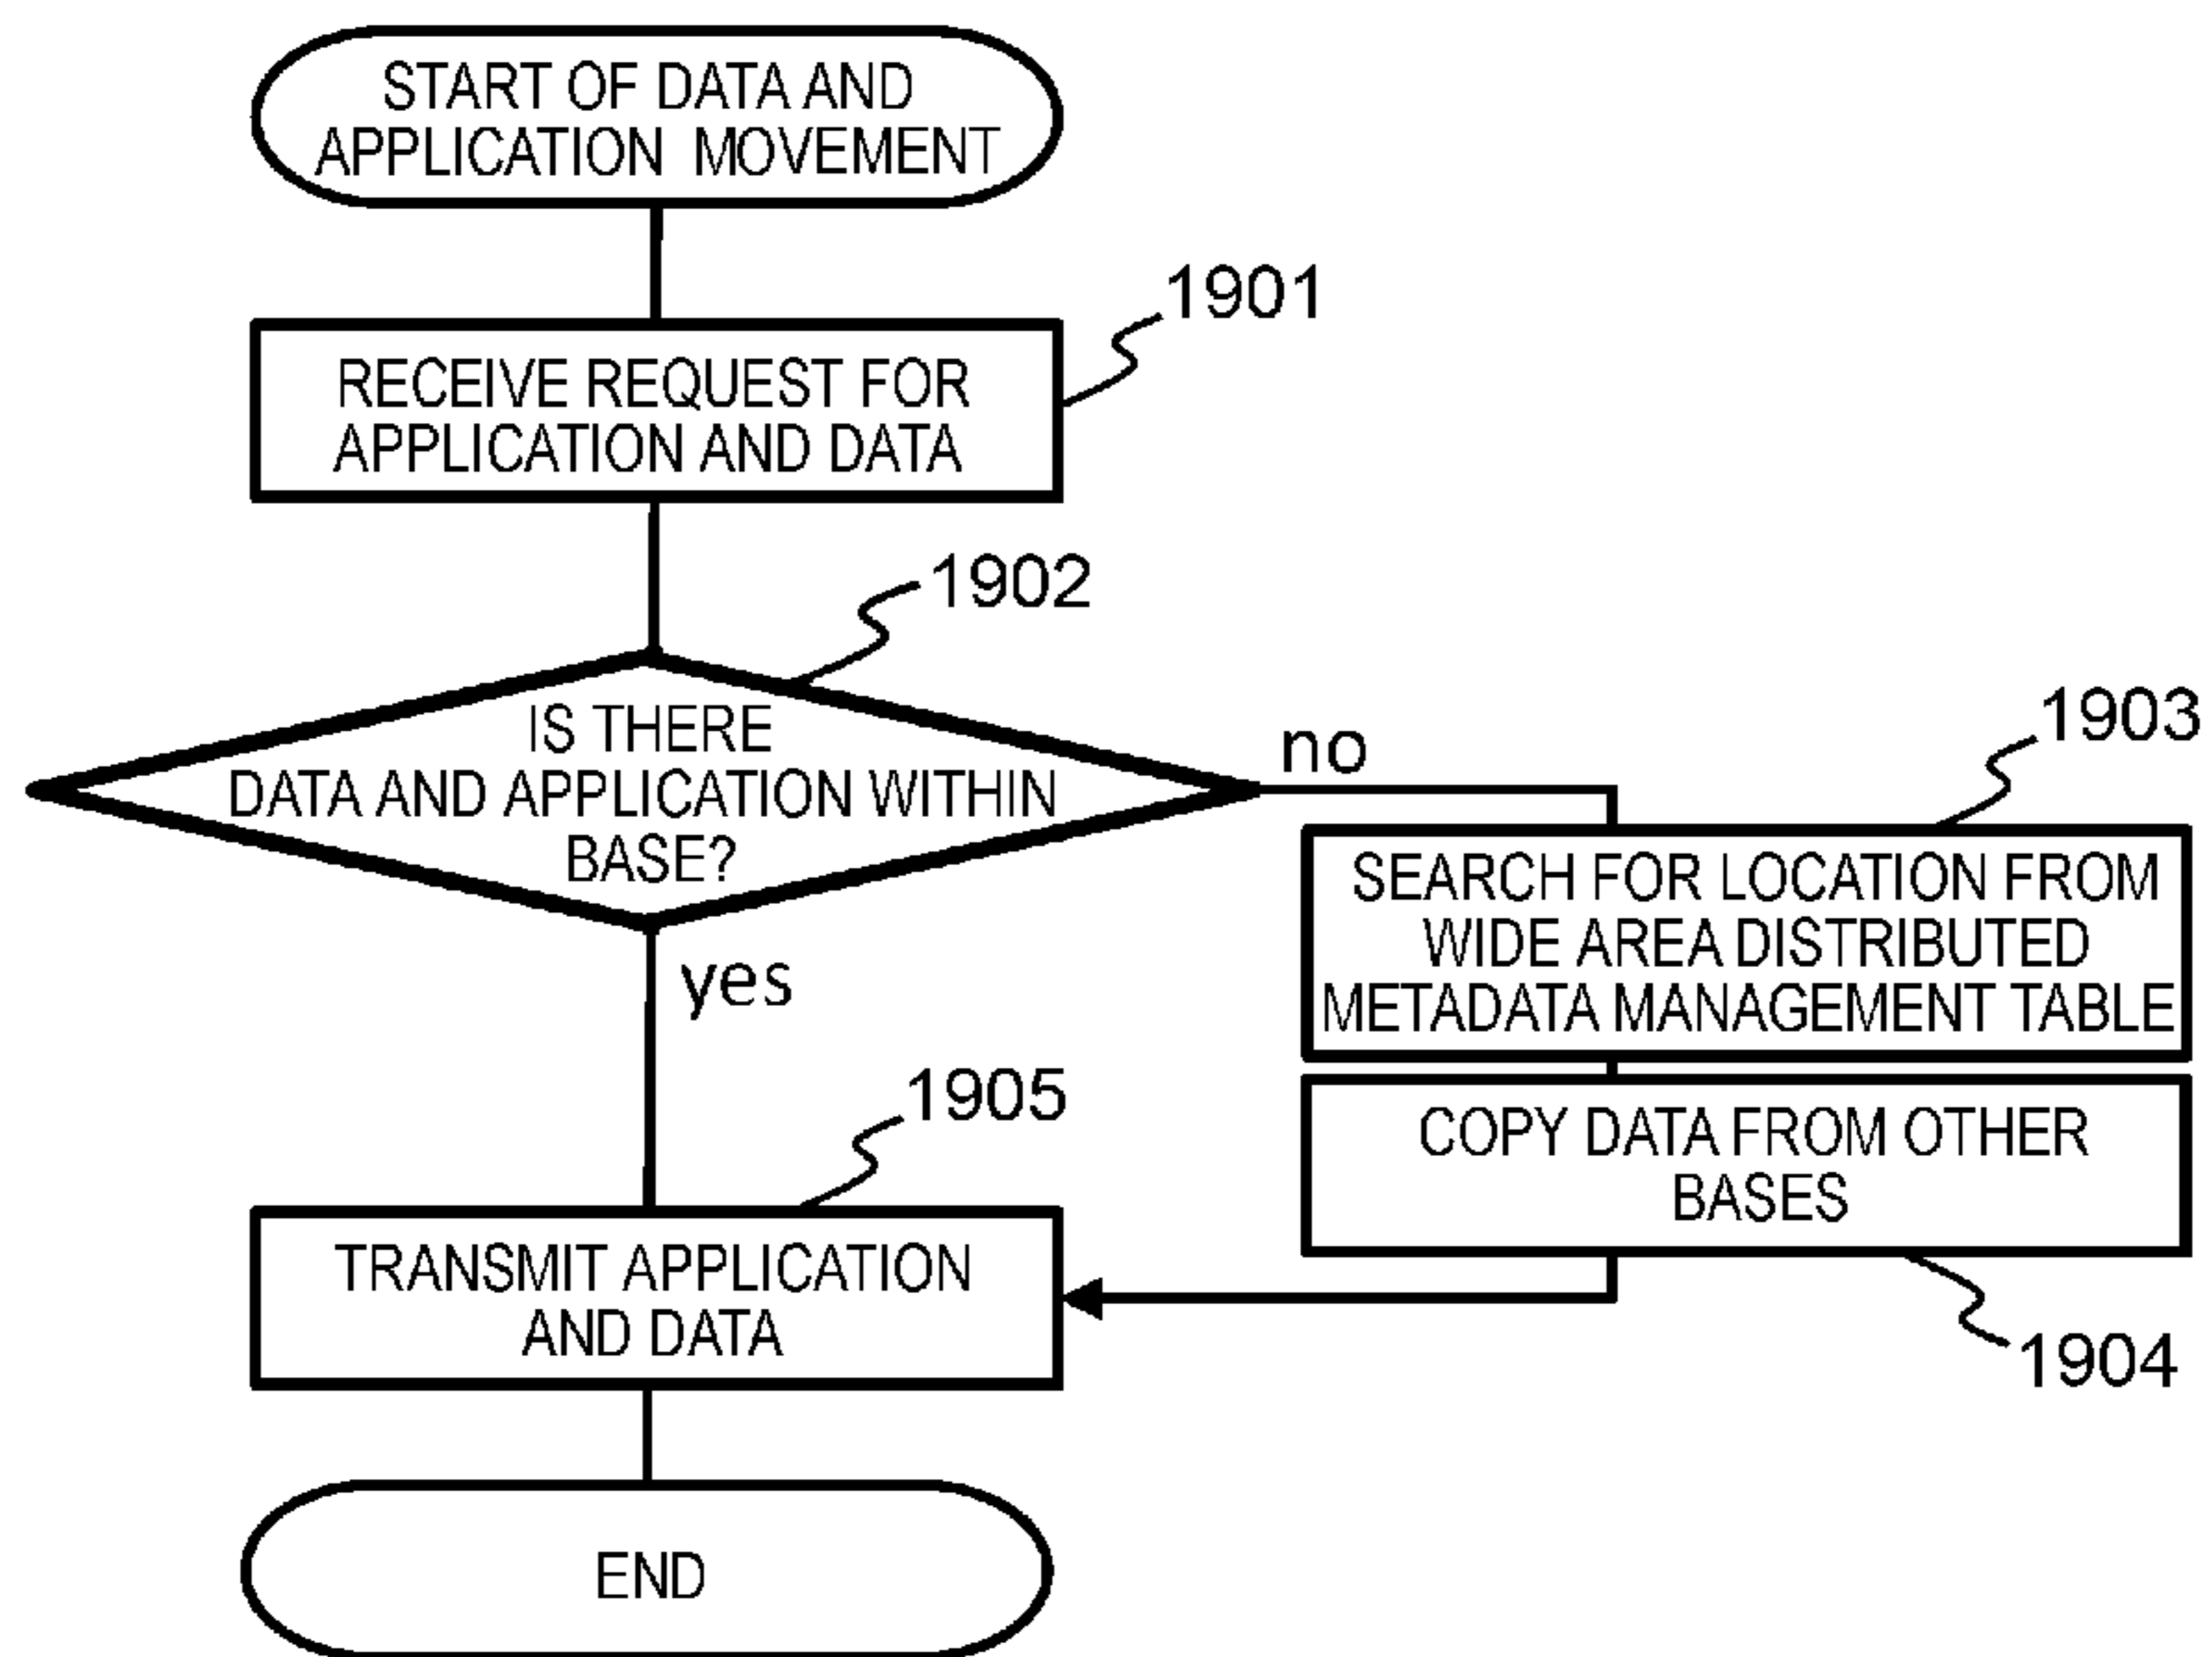 START OF DATA AND
APPLICATION MOVEMENT
1901
RECEIVE REQUEST FOR
APPLICATION AND DATA
1902
IS THERE
DATA AND APPLICATION WITHIN
BASE?
no
yes
1903
SEARCH FOR LOCATION FROM
WIDE AREA DISTRIBUTED
METADATA MANAGEMENT TABLE
COPY DATA FROM OTHER
BASES
1904
1905
TRANSMIT APPLICATION
AND DATA
END